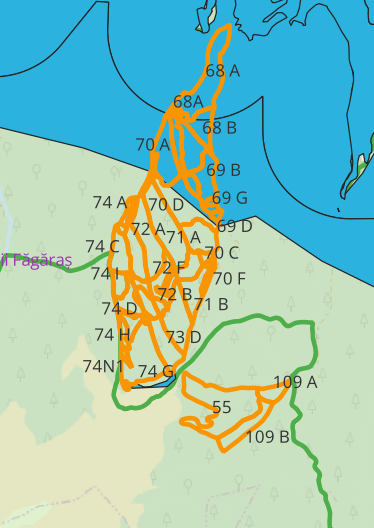 68 A
68A
68 B
70 A
69 B
74 A
70 D
69 G
72 A
71 A
69 D
74 C
70 C
ii Făgăraș
74 I
72 F
70 F
72 B
74 D
71 B
74 H
73 D
74N1
74 G
109 A
55
109 B